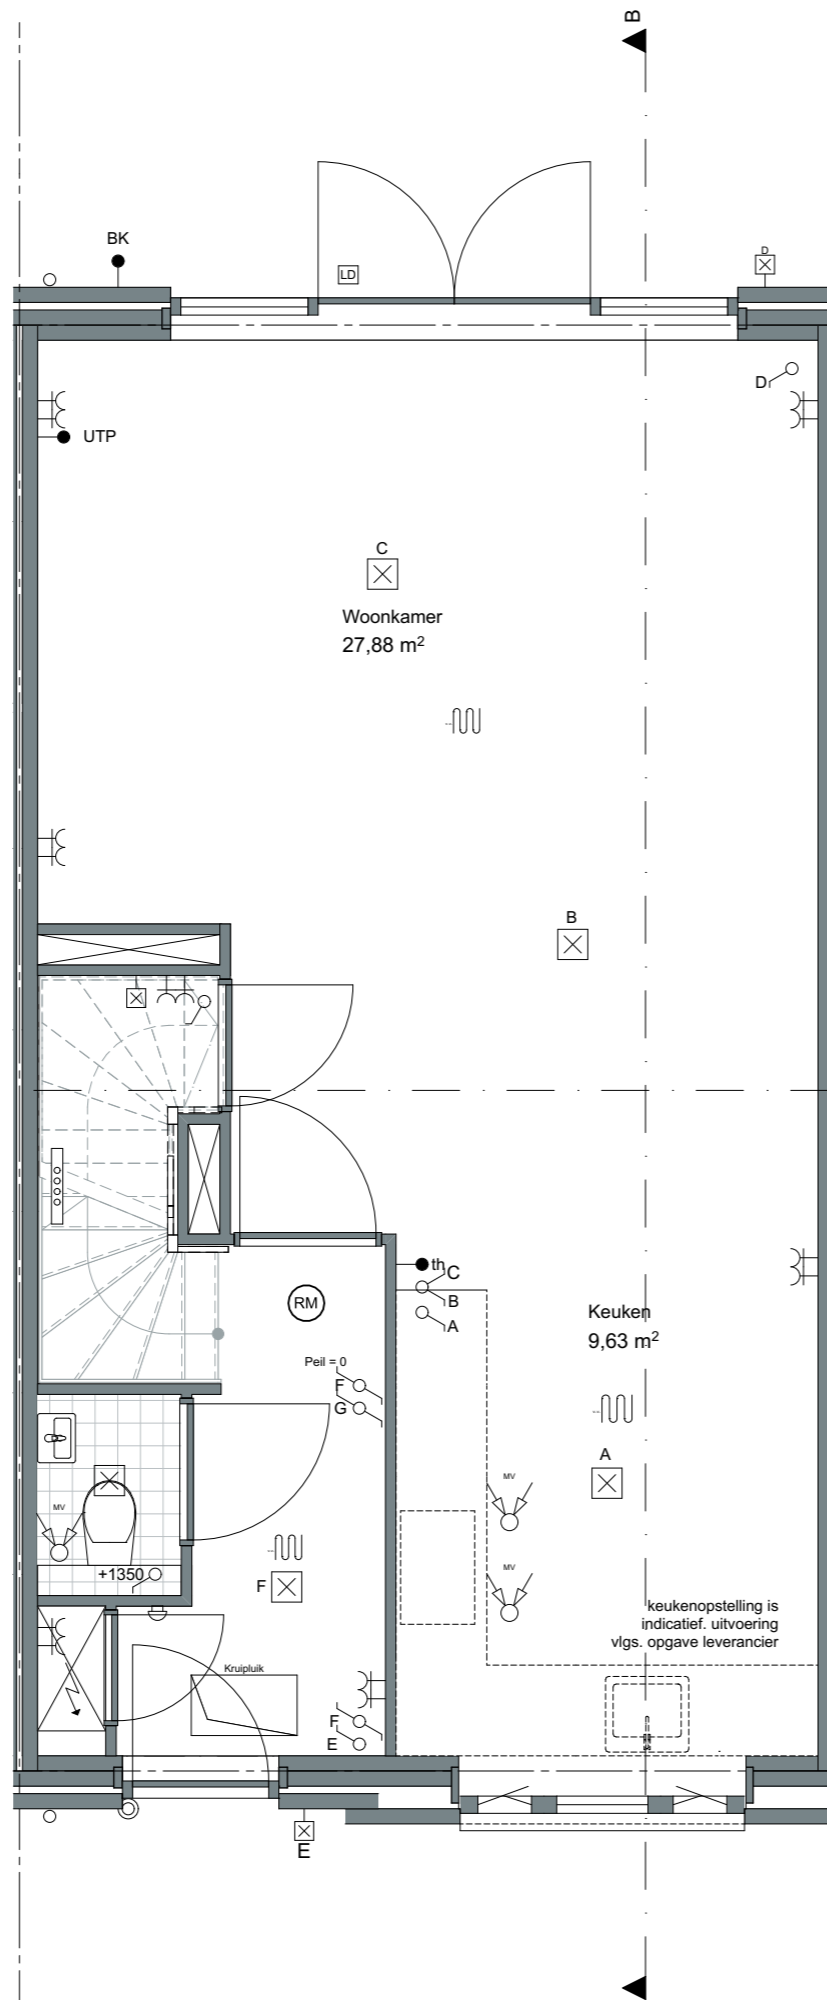 B
BK
LD
D
D
UTP
C
Woonkamer
27,88 m²
B
th
C
B
A
RM
Keuken
9,63 m²
Peil = 0
F
G
A
MV
MV
+1350
F
MV
keukenopstelling is
indicatief. uitvoering
vlgs. opgave leverancier
Kruipluik
F
E
E